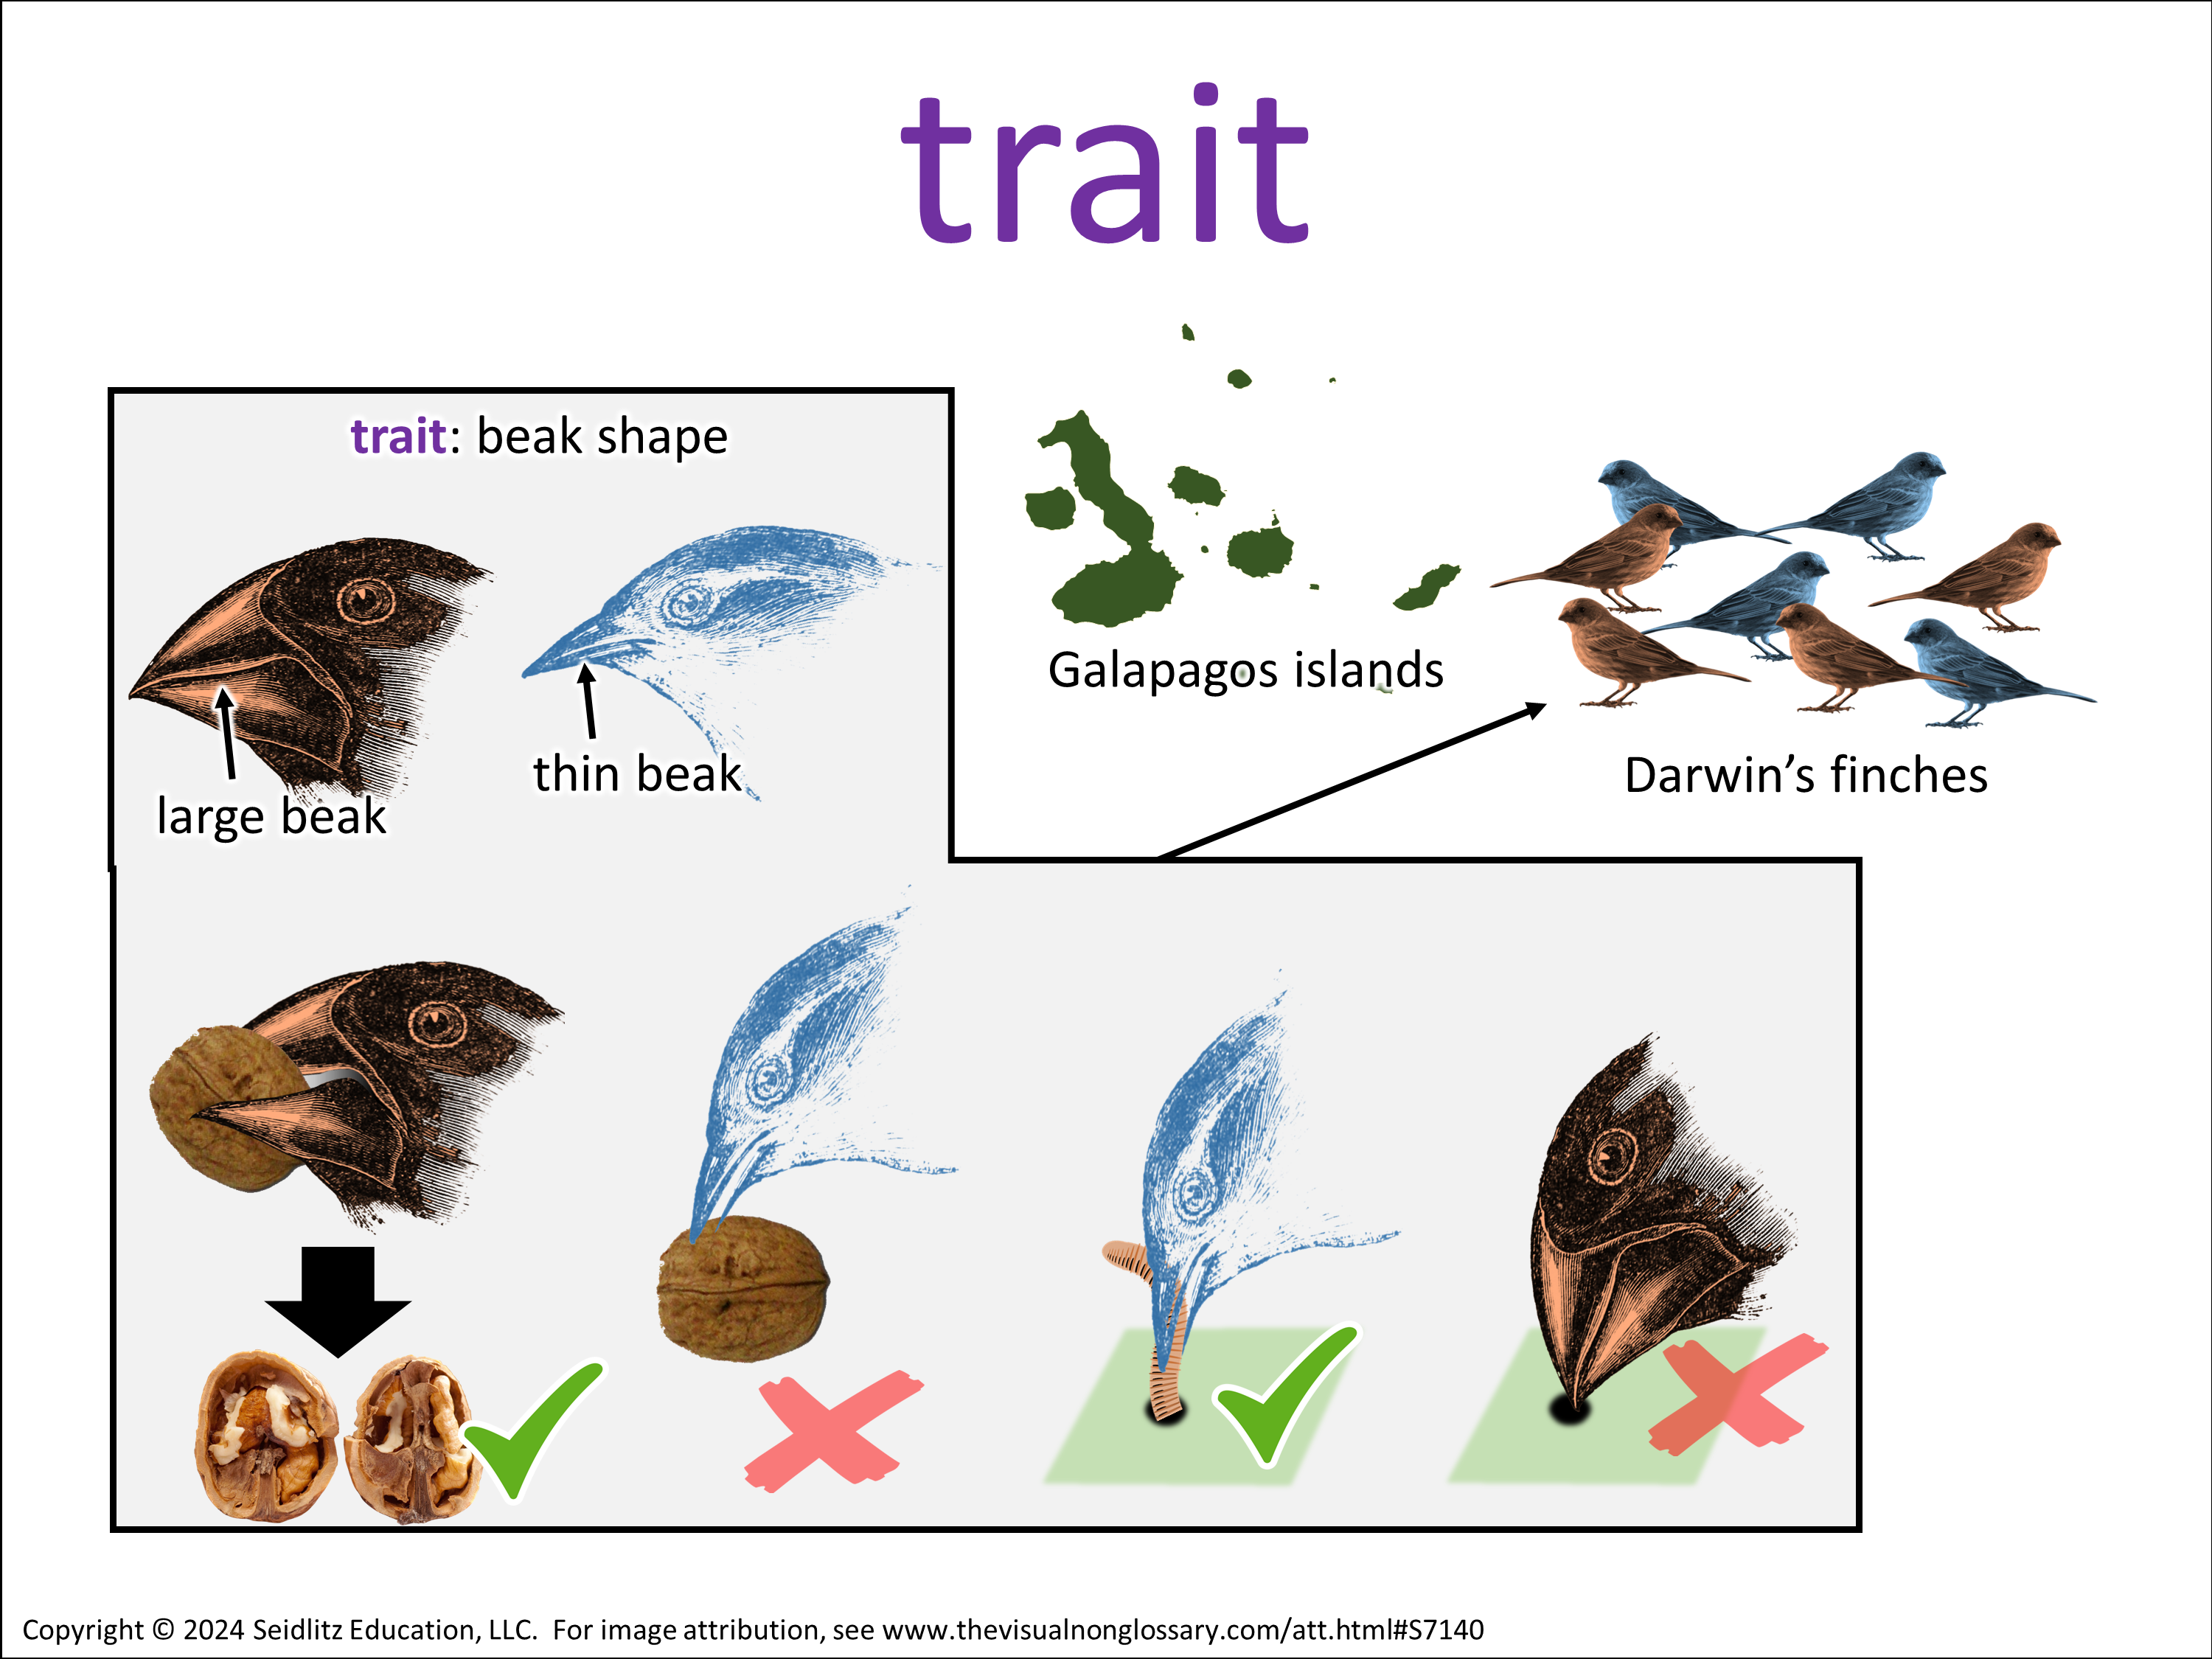 trait
trait: beak shape
large beak
thin beak
Galapagos islands
Darwin’s finches
Copyright © 2024 Seidlitz Education, LLC.  For image attribution, see www.thevisualnonglossary.com/att.html#S7140